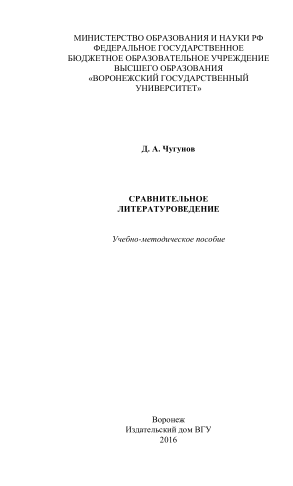 МИНИСТЕРСТВО ОБРАЗОВАНИЯ И НАУКИ РФ
ФЕДЕРАЛЬНОЕ ГОСУДАРСТВЕННОЕ
БЮДЖЕТНОЕ ОБРАЗОВАТЕЛЬНОЕ УЧРЕЖДЕНИЕ
ВЫСШЕГО ОБРАЗОВАНИЯ
«ВОРОНЕЖСКИЙ ГОСУДАРСТВЕННЫЙ
УНИВЕРСИТЕТ»
Д. А. Чугунов
СРАВНИТЕЛЬНОЕ
ЛИТЕРАТУРОВЕДЕНИЕ
Учебно-методическое пособие
Воронеж
Издательский дом ВГУ
2016